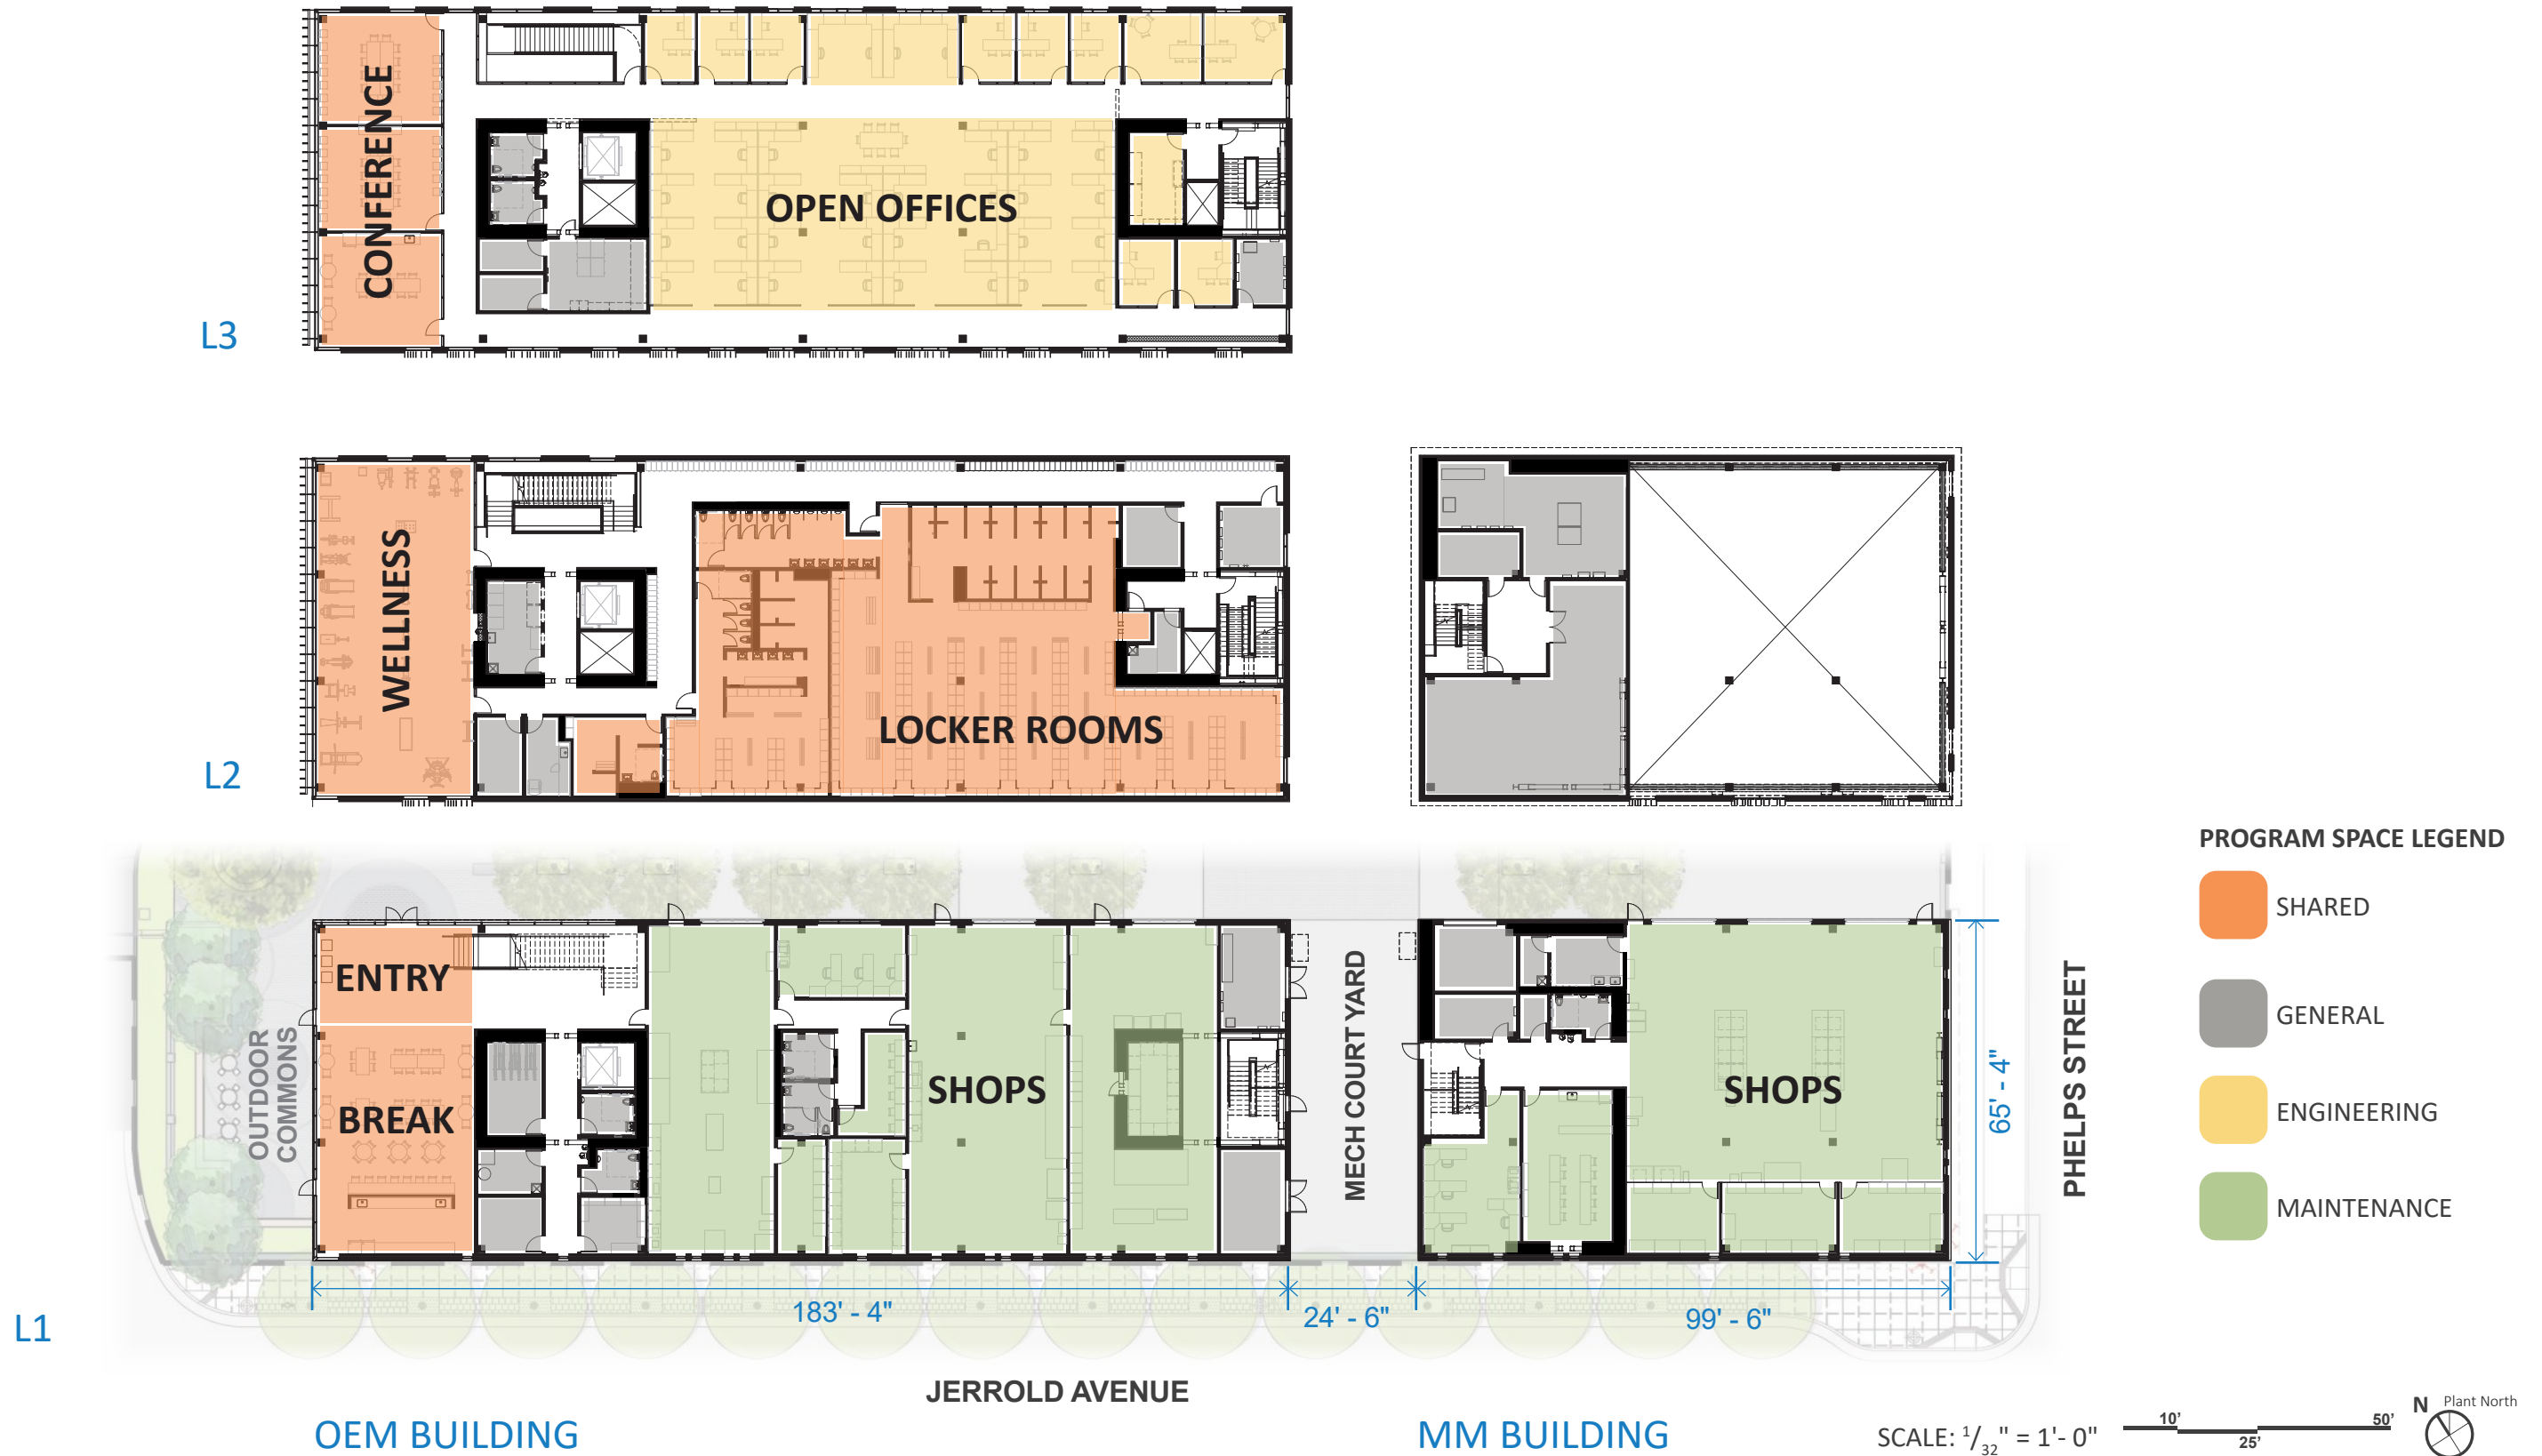 CONFERENCE
OPEN OFFICES
L3
WELLNESS
LOCKER ROOMS
L2
PROGRAM SPACE LEGEND
SHARED
GENERAL
ENGINEERING
MAINTENANCE
ENTRY
BREAK
OUTDOOR
COMMONS
SHOPS
MECH COURT YARD
SHOPS
65' - 4"
PHELPS STREET
183' - 4"
24' - 6"
99' - 6"
L1
JERROLD AVENUE
OEM BUILDING
MM BUILDING
SCALE: 1/32" = 1'- 0"
10'
25'
50'
N
Plant North